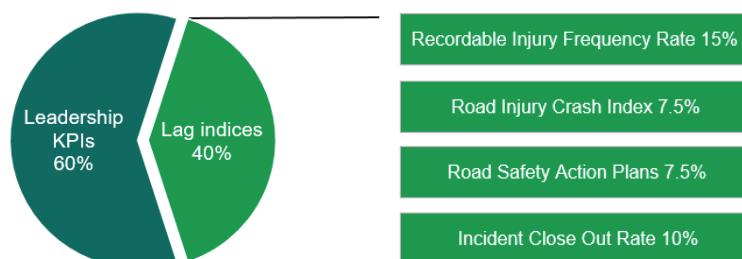 Leadership
KPIs
60%
Lag indices
40%
Recordable Injury Frequency Rate 15%
Road Injury Crash Index 7.5%
Road Safety Action Plans 7.5%
Incident Close Out Rate 10%